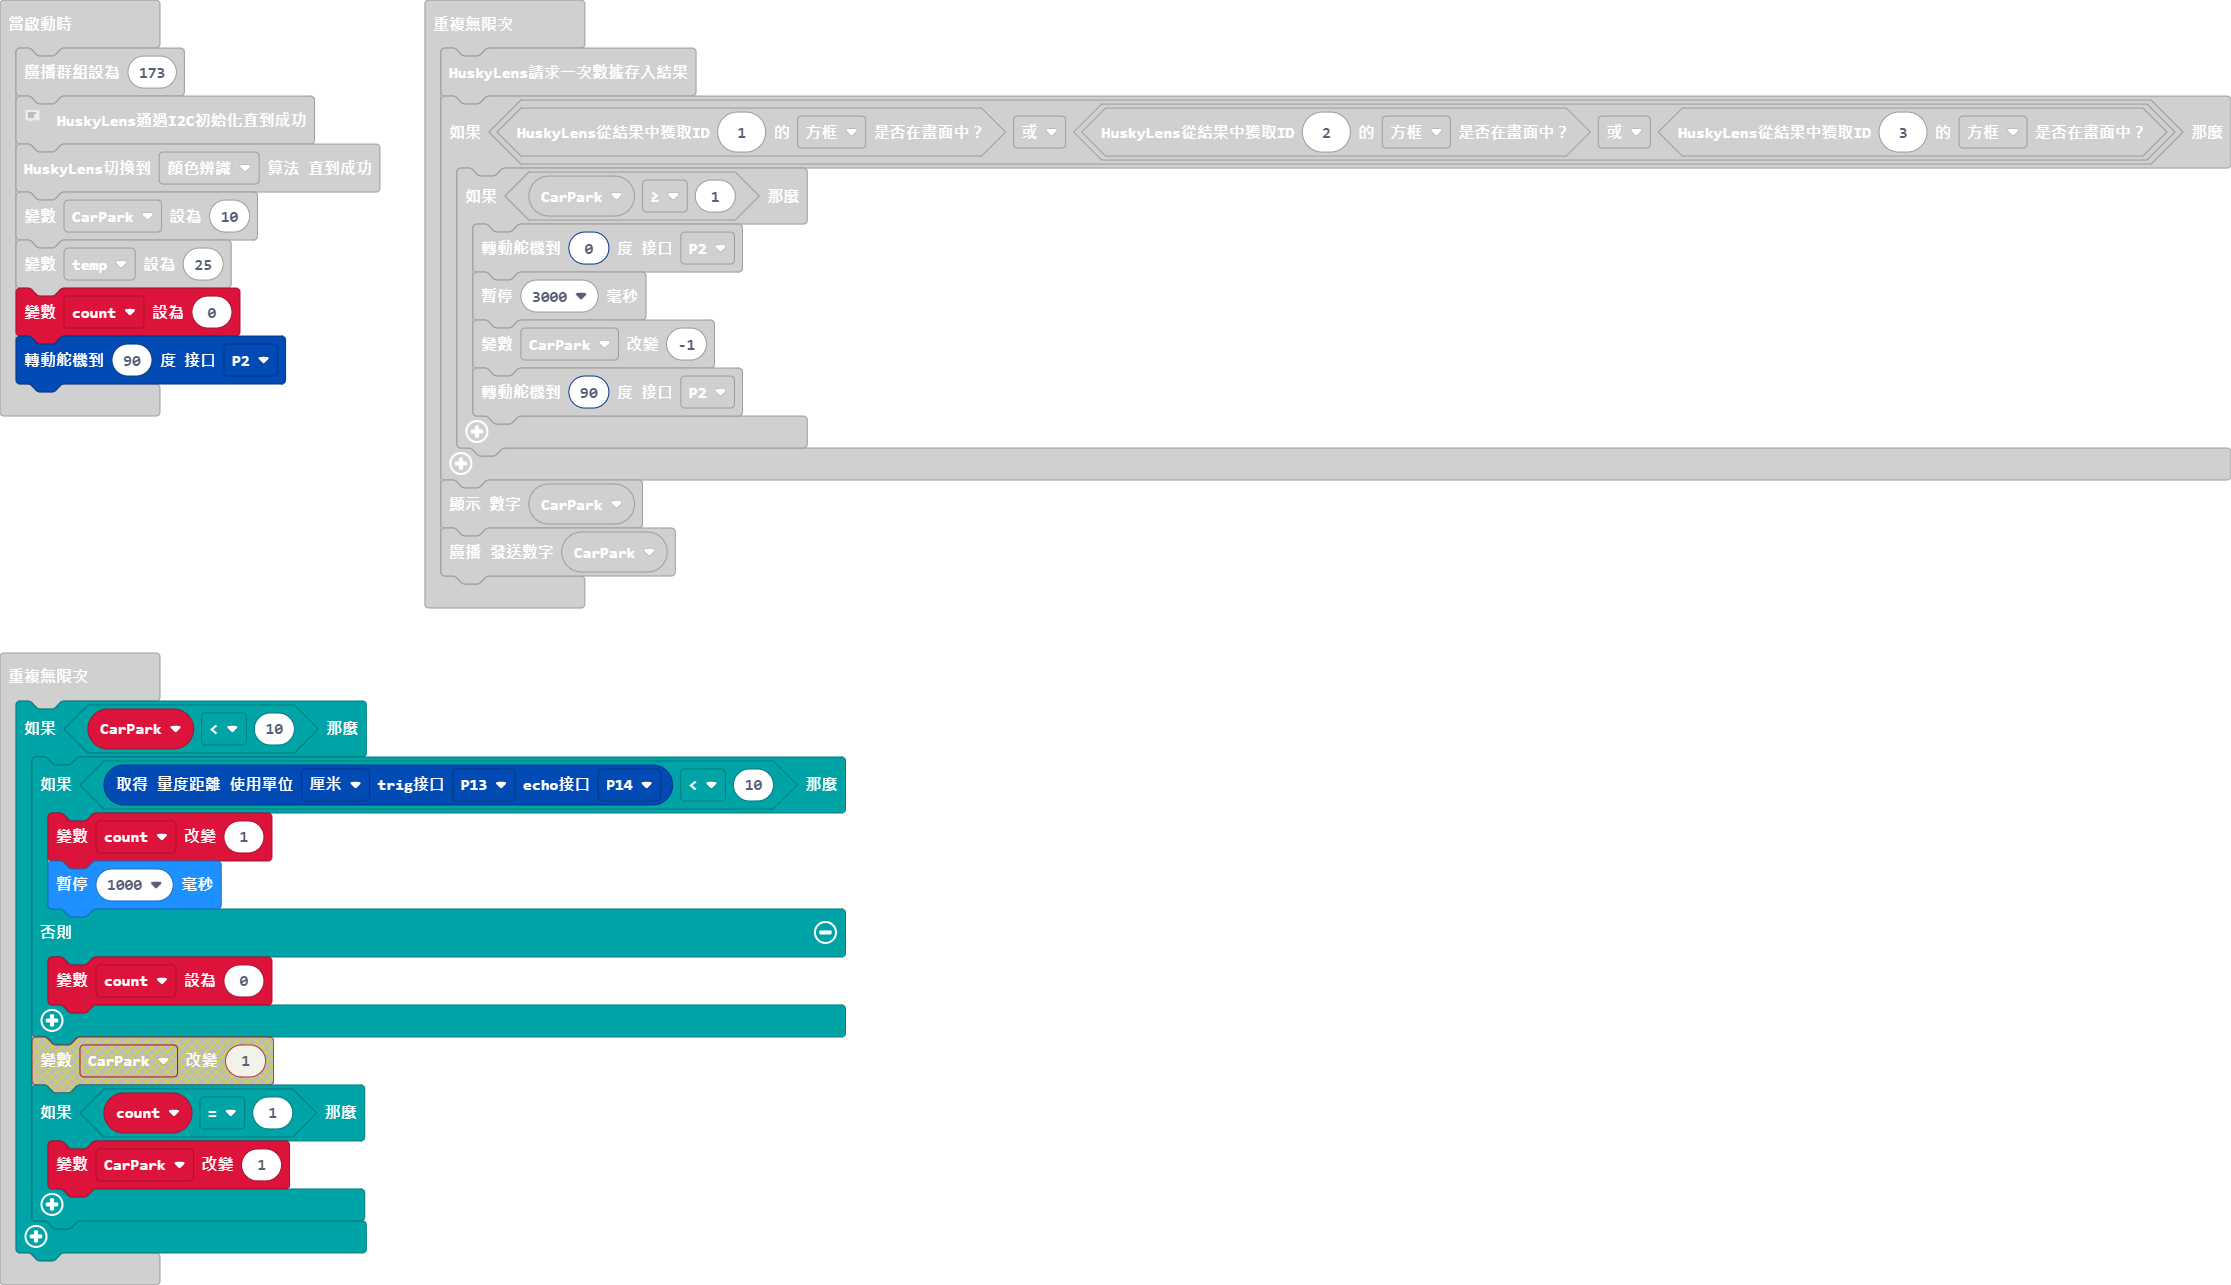 當啟動時
廣播群組設為 173
HuskyLens通過I2C初始化直到成功
HuskyLens切換到 顏色辨識 算法 直到成功
變數 CarPark 設為 10
變數 temp 設為 25
變數 count 設為 0
轉動舵機到 90 度 接口 P2
重複無限次
HuskyLens請求一次數據存入結果
如果 HuskyLens從結果中獲取ID 1 的 方框 是否在畫面中? 或 HuskyLens從結果中獲取ID 2 的 方框 是否在畫面中? 或 HuskyLens從結果中獲取ID 3 的 方框 是否在畫面中? 那麼
如果 CarPark ≥ 1 那麼
轉動舵機到 0 度 接口 P2
暫停 3000 毫秒
變數 CarPark 改變 -1
轉動舵機到 90 度 接口 P2
顯示 數字 CarPark
廣播 發送數字 CarPark
重複無限次
如果 CarPark < 10 那麼
如果 取得 量度距離 使用單位 厘米 trig接口 P13 echo接口 P14 < 10 那麼
變數 count 改變 1
暫停 1000 毫秒
否則
變數 count 設為 0
變數 CarPark 改變 1
如果 count = 1 那麼
變數 CarPark 改變 1